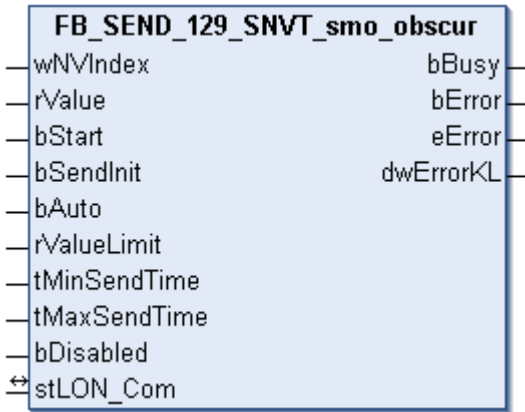 FB_SEND_129_SNVT_smo_obscur
wNVIndex bBusy
rValue bError
bStart eError
bSendInit dwErrorKL
bAuto
rValueLimit
tMinSendTime
tMaxSendTime
bDisabled
stLON_Com